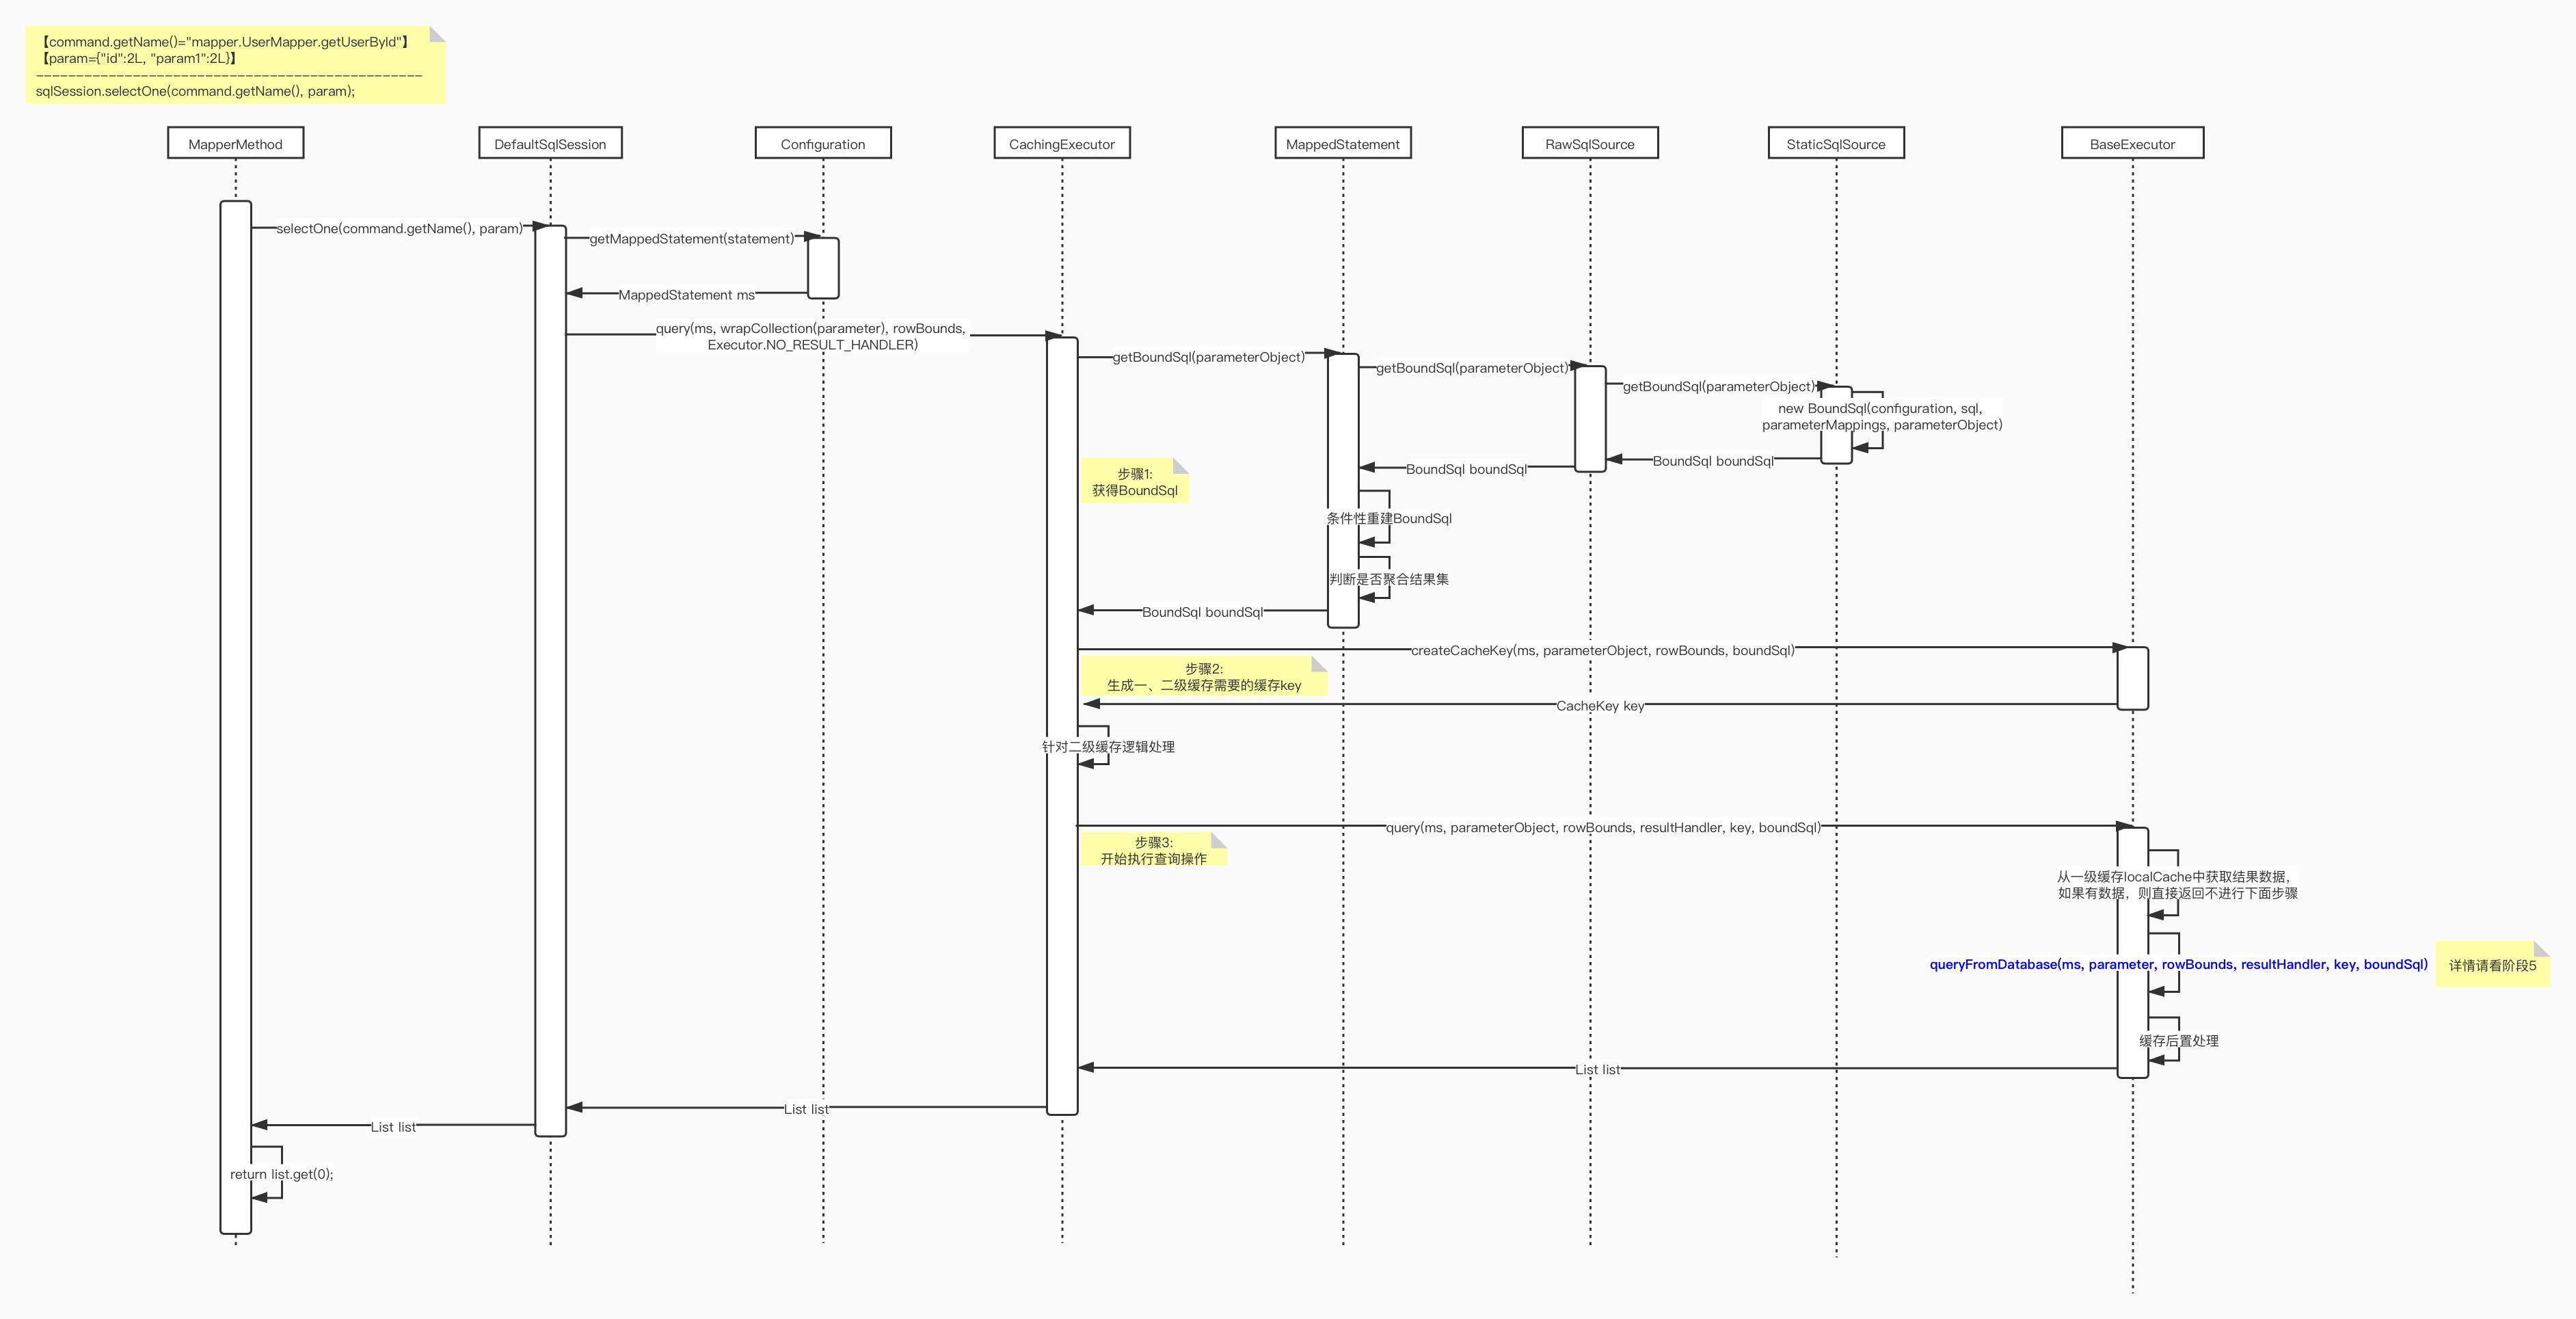 【command.getName()="mapper.UserMapper.getUserById"】
【param={"id":2L, "param1":2L}】
------------------------------------------------
sqlSession.selectOne(command.getName(), param);
MapperMethod
DefaultSqlSession
Configuration
CachingExecutor
MappedStatement
RawSqlSource
StaticSqlSource
BaseExecutor
selectOne(command.getName(), param)
getMappedStatement(statement)
MappedStatement ms
query(ms, wrapCollection(parameter), rowBounds,
Executor.NO_RESULT_HANDLER)
getBoundSql(parameterObject)
getBoundSql(parameterObject)
getBoundSql(parameterObject)
new BoundSql(configuration, sql,
parameterMappings, parameterObject)
BoundSql boundSql
BoundSql boundSql
步骤1:
获得BoundSql
条件性重建BoundSql
判断是否聚合结果集
BoundSql boundSql
createCacheKey(ms, parameterObject, rowBounds, boundSql)
步骤2:
生成一、二级缓存需要的缓存key
CacheKey key
针对二级缓存逻辑处理
query(ms, parameterObject, rowBounds, resultHandler, key, boundSql)
步骤3:
开始执行查询操作
从一级缓存localCache中获取结果数据，
如果有数据，则直接返回不进行下面步骤
queryFromDatabase(ms, parameter, rowBounds, resultHandler, key, boundSql)
详情请看阶段5
缓存后置处理
List list
List list
List list
return list.get(0);